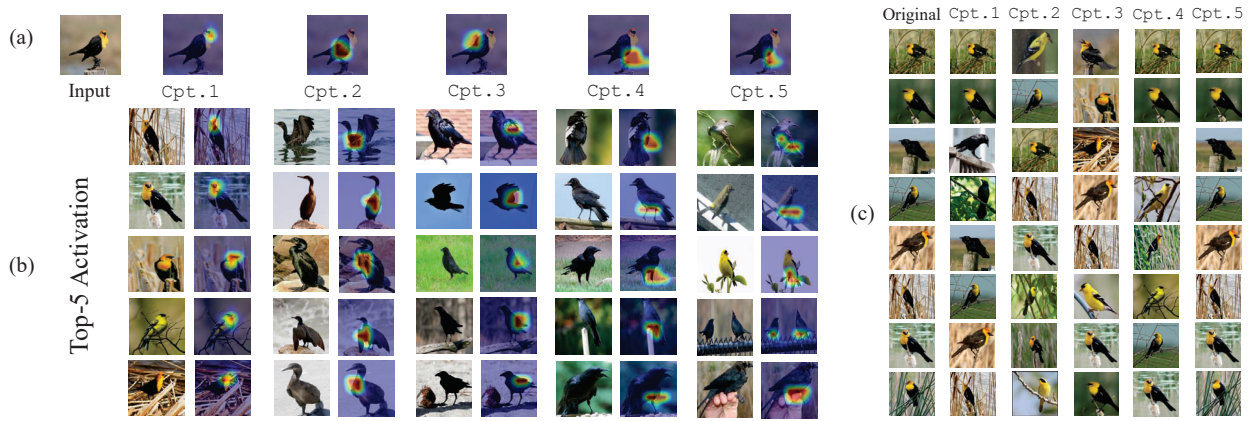 Original Cpt.1 Cpt.2 Cpt.3 Cpt.4 Cpt.5
(a)
Input Cpt.1 Cpt.2 Cpt.3 Cpt.4 Cpt.5
(b)
Top-5 Activation
(c)